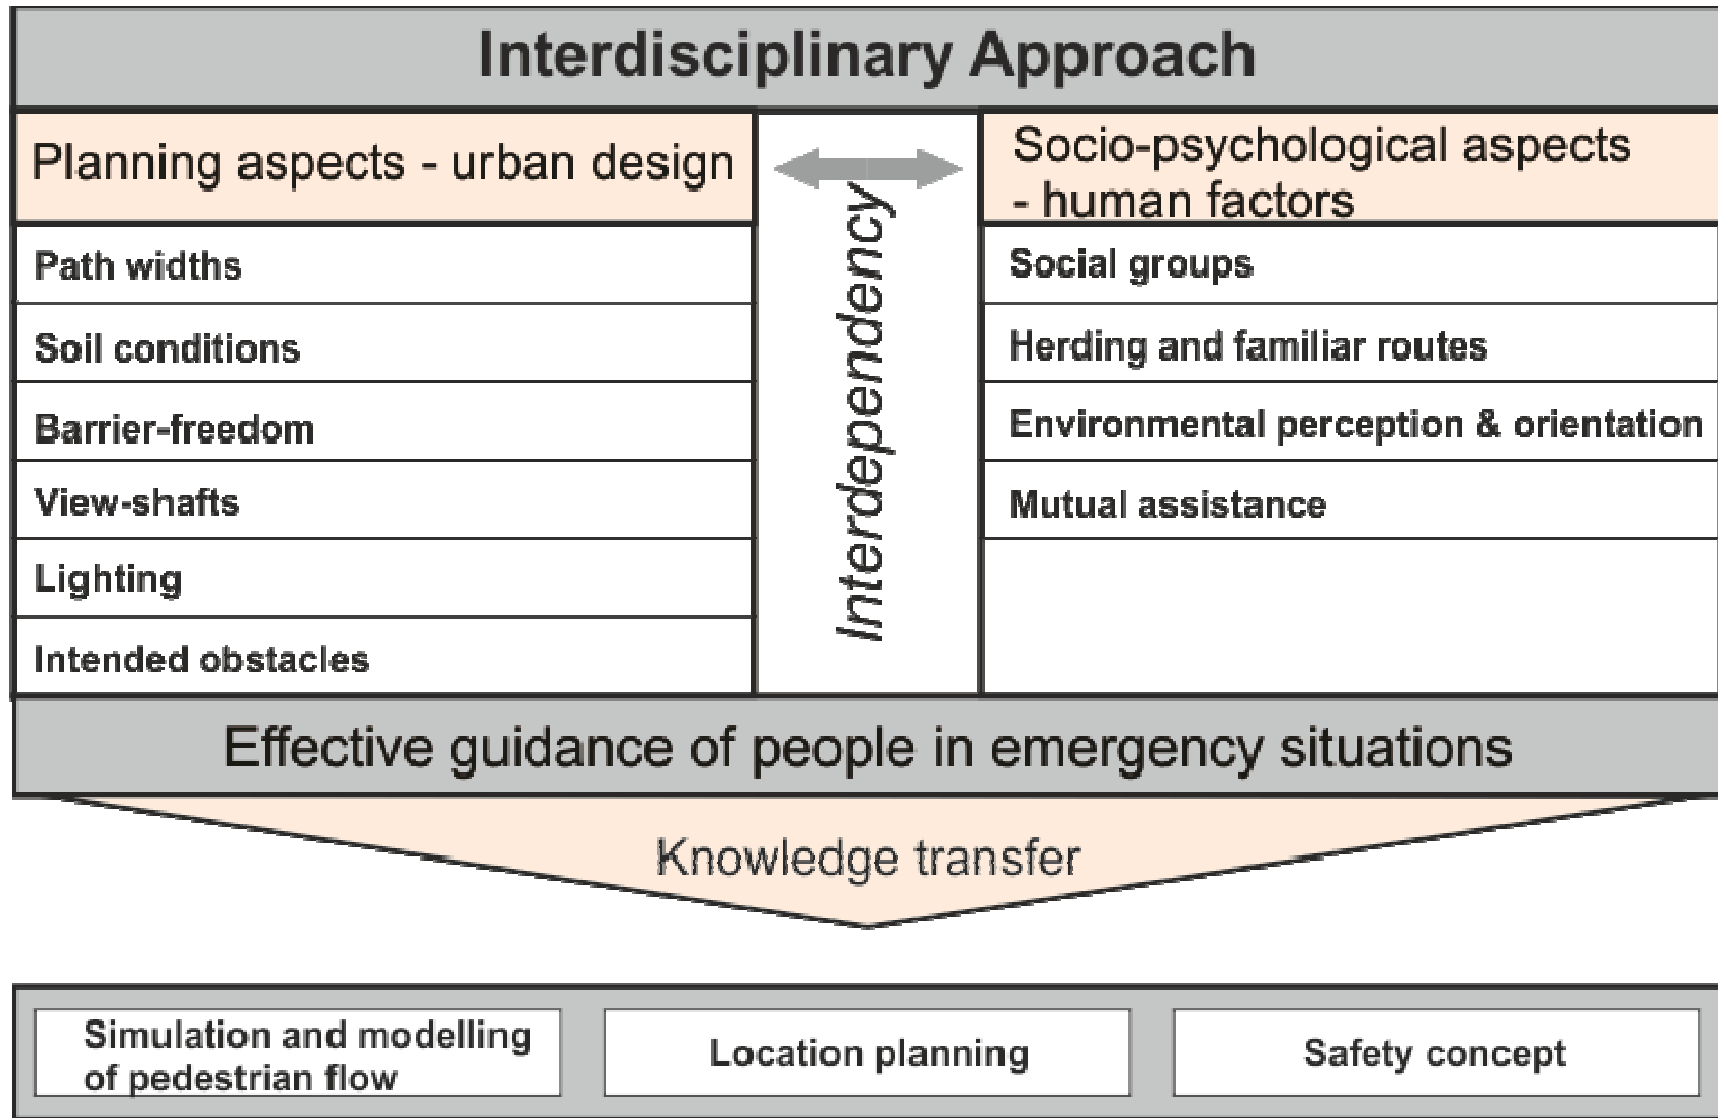 Interdisciplinary Approach
Planning aspects - urban design
Path widths
Soil conditions
Barrier-freedom
View-shafts
Lighting
Intended obstacles
Interdependency
Socio-psychological aspects
- human factors
Social groups
Herding and familiar routes
Environmental perception & orientation
Mutual assistance
Effective guidance of people in emergency situations
Knowledge transfer
Simulation and modelling
of pedestrian flow
Location planning
Safety concept